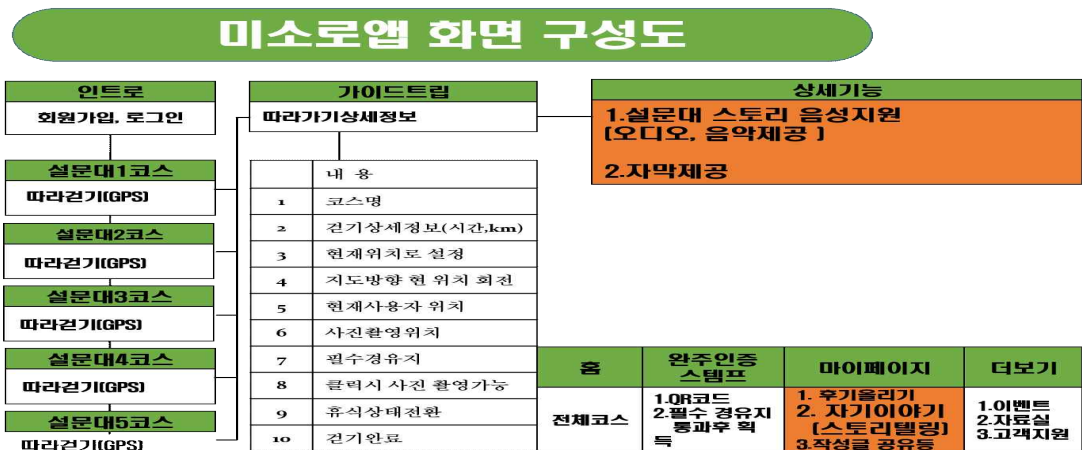 미소로앱 화면 구성도
인트로
회원가입, 로그인
설문대1코스
따라걷기(GPS)
설문대2코스
따라걷기(GPS)
설문대3코스
따라걷기(GPS)
설문대4코스
따라걷기(GPS)
설문대5코스
따라걷기(GPS)
가이드트립
따라가기상세정보
내 용
1 코스명
2 걷기상세정보(시간,km)
3 현재위치로 설정
4 지도방향 현 위치 회전
5 현재사용자 위치
6 사진촬영위치
7 필수경유지
8 클릭시 사진 촬영가능
9 휴식상태전환
10 걷기완료
상세기능
1.설문대 스토리 음성지원
(오디오, 음악제공 )
2.자막제공
홈
전체코스
완주인증
스템프
1.QR코드
2.필수 경유지
통과후 획
득
마이페이지
1. 후기올리기
2. 자기이야기
(스토리텔링)
3.작성글 공유등
더보기
1.이벤트
2.자료실
3.고객지원